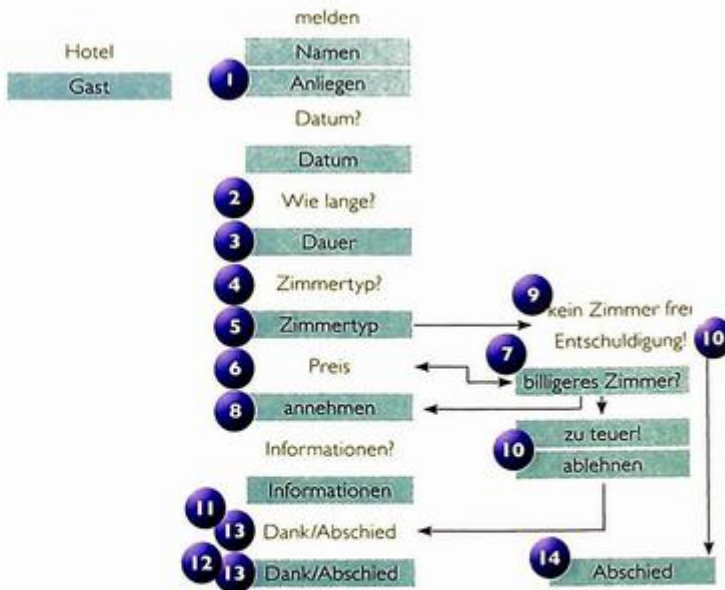 melden
Hotel
Namen
Gast
1 Anliegen
Datum?
Datum
2 Wie lange?
3 Dauer
4 Zimmertyp?
5 Zimmertyp
9 kein Zimmer frei
Entschuldigung! 10
6 Preis
7 billigeres Zimmer?
8 annehmen
zu teuer!
10 ablehnen
Informationen?
Informationen
11 13 Dank/Abschied
12 13 Dank/Abschied
14 Abschied